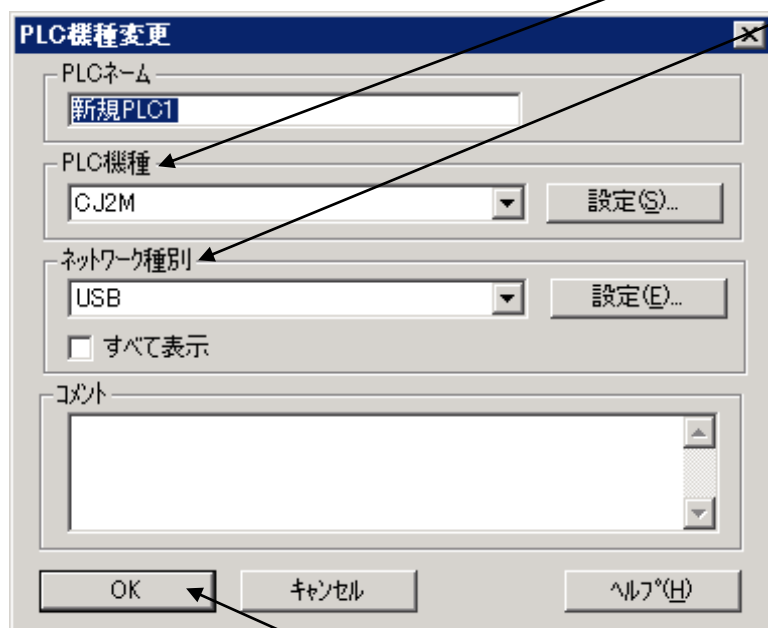 PLC機種変更
PLCネーム
新規PLC1
PLC機種
CJ2M
設定(S)...
ネットワーク種別
USB
設定(E)...
すべて表示
コメント
OK
キャンセル
ヘルプ(H)